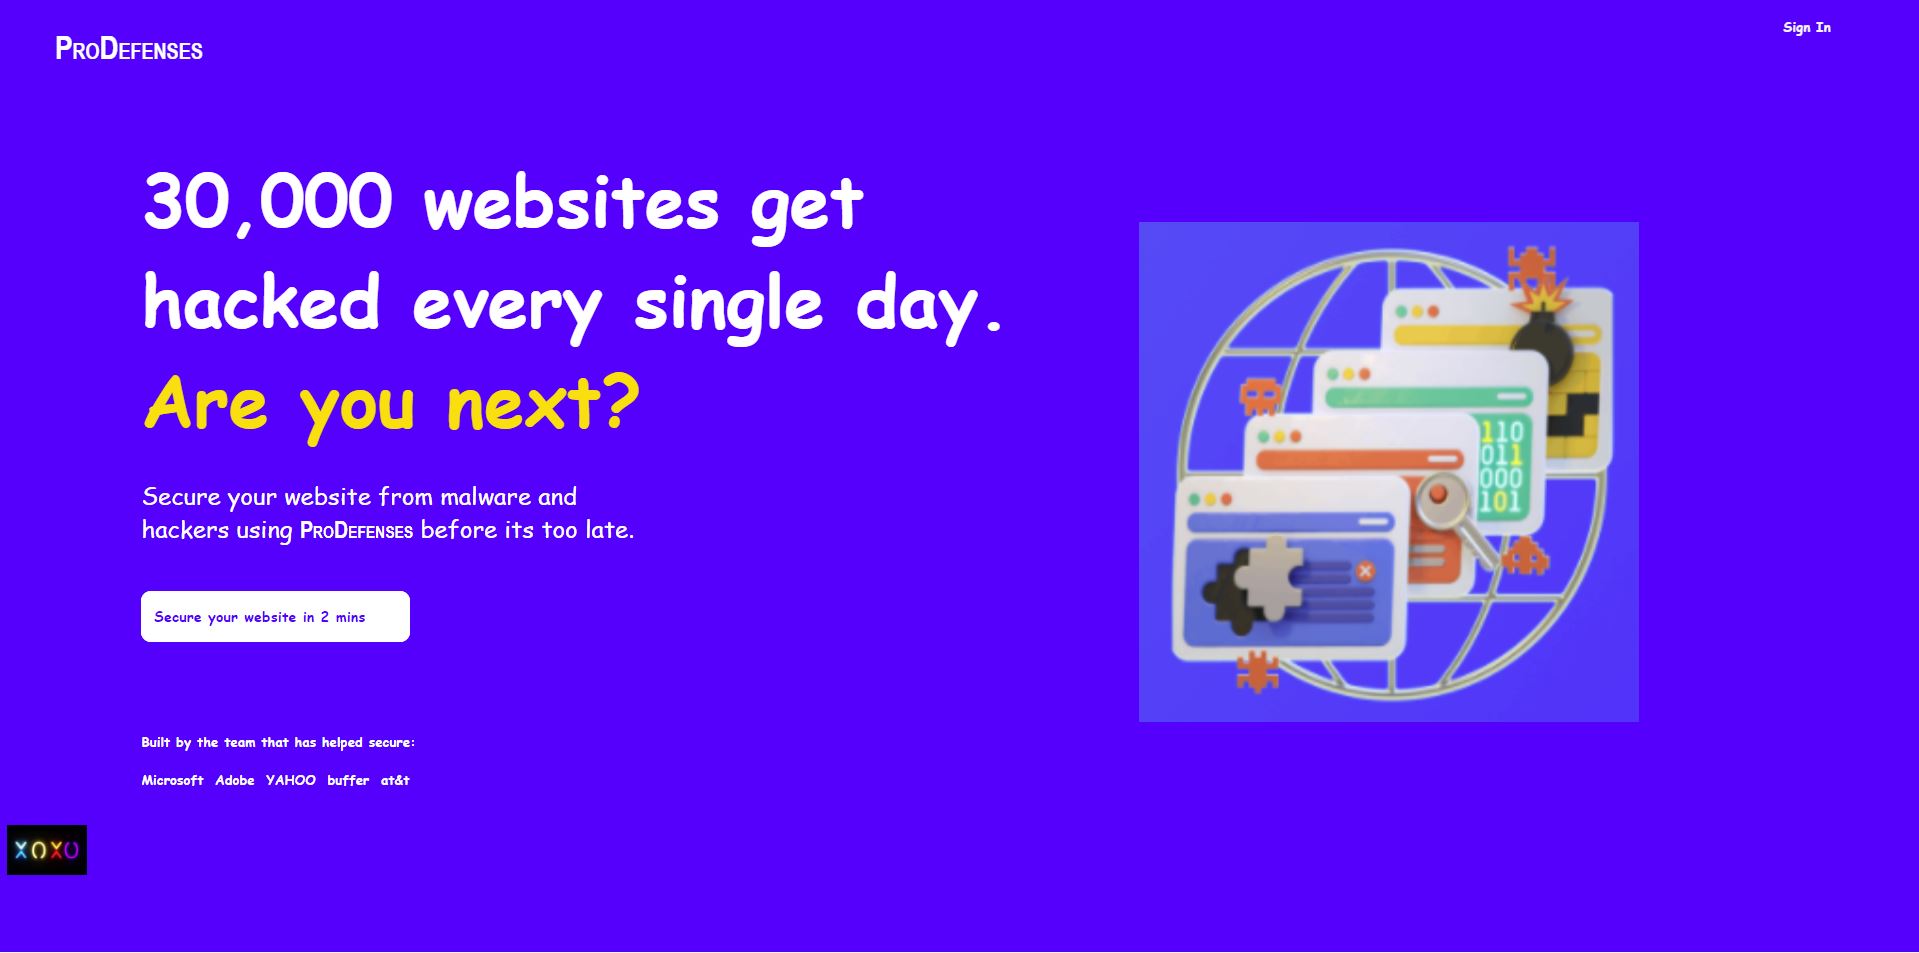 PRODEFENSES
Sign In
30,000 websites get
hacked every single day.
Are you next?
Secure your website from malware and
hackers using PRODEFENSES before its too late.
Secure your website in 2 mins
Built by the team that has helped secure:
Microsoft Adobe YAHOO buffer at&t
110
011
000
101
XOXO